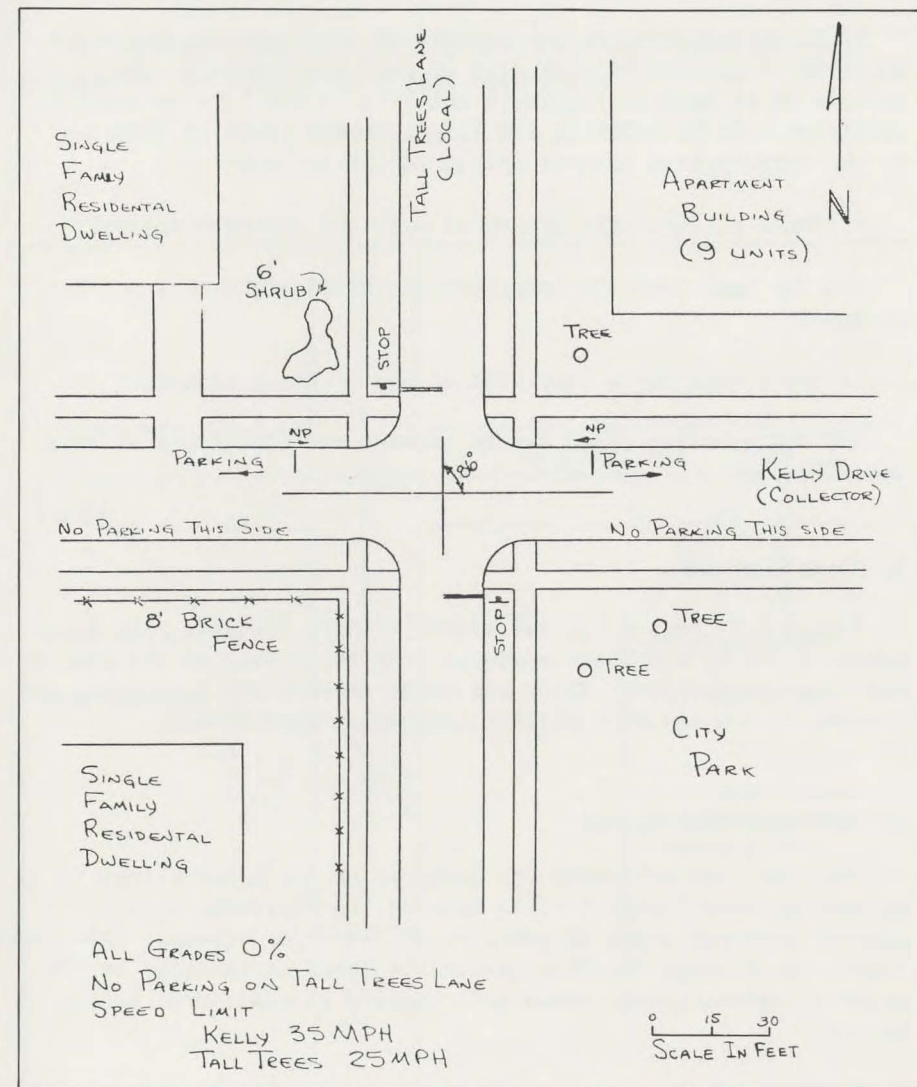 TALL TREES LANE
(LOCAL)
SINGLE
FAMILY
RESIDENTAL
DWELLING
6'
SHRUB
STOP
APARTMENT
BUILDING
(9 UNITS)
N
TREE
NP
NP
PARKING
PARKING
86°
KELLY DRIVE
(COLLECTOR)
NO PARKING THIS SIDE
NO PARKING THIS SIDE
8' BRICK
FENCE
STOP
TREE
TREE
CITY
PARK
SINGLE
FAMILY
RESIDENTAL
DWELLING
ALL GRADES 0%
NO PARKING ON TALL TREES LANE
SPEED LIMIT
KELLY 35 MPH
TALL TREES 25 MPH
0 15 30
SCALE IN FEET